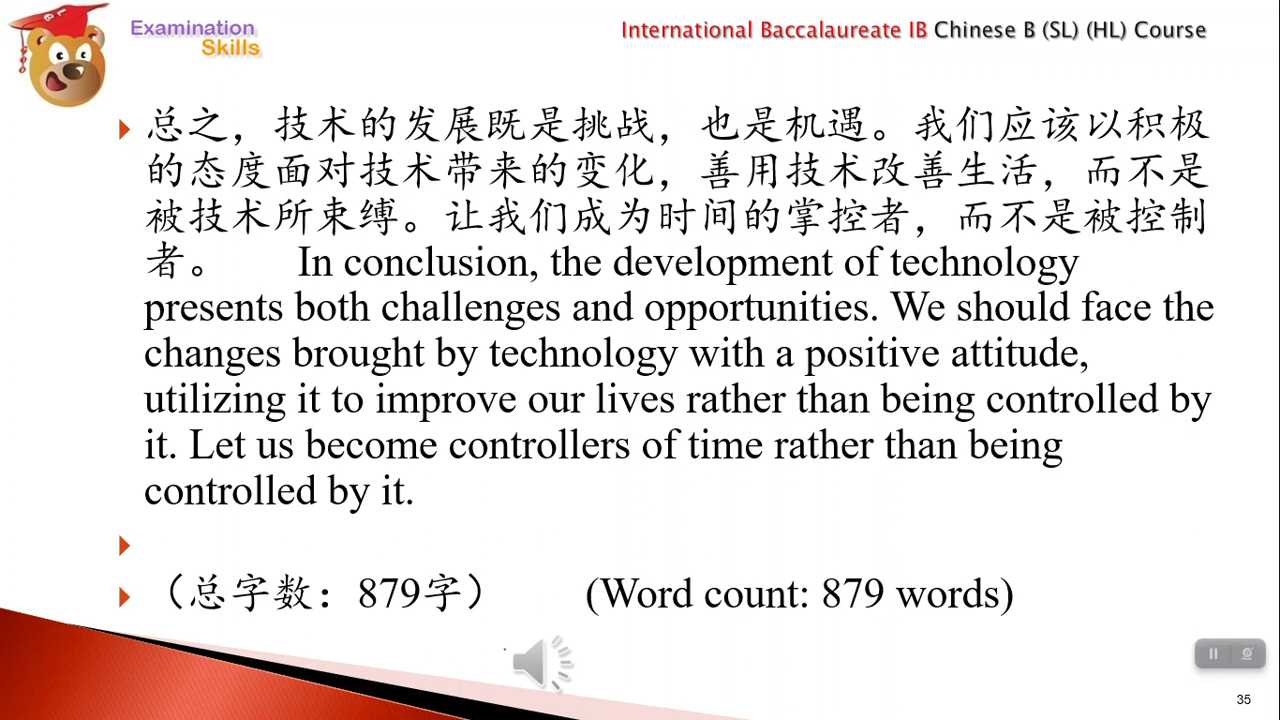 Examination
Skills
International Baccalaureate IB Chinese B (SL) (HL) Course
总之，技术的发展既是挑战，也是机遇。我们应该以积极
的态度面对技术带来的变化，善用技术改善生活，而不是
被技术所束缚。让我们成为时间的掌控者，而不是被控制
者。 In conclusion, the development of technology
presents both challenges and opportunities. We should face the
changes brought by technology with a positive attitude,
utilizing it to improve our lives rather than being controlled by
it. Let us become controllers of time rather than being
controlled by it.
（总字数：879字） (Word count: 879 words)
35